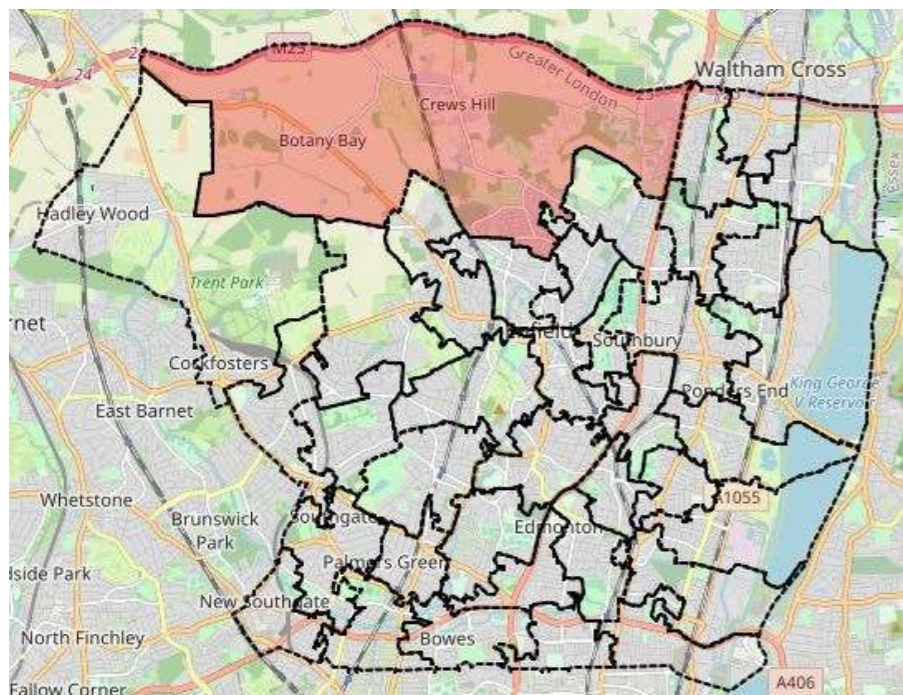 Waltham Cross
M25
24
25
Greater London
Crews Hill
Botany Bay
Essex
Hadley Wood
Trent Park
rnet
Enfield
Southbury
Cockfosters
King George
V Reservoir
Ponders End
East Barnet
Whetstone
A1055
Brunswick
Park
Southgate
Edmonton
Palmers Green
dside Park
New Southgate
North Finchley
Bowes
Fallow Corner
A406